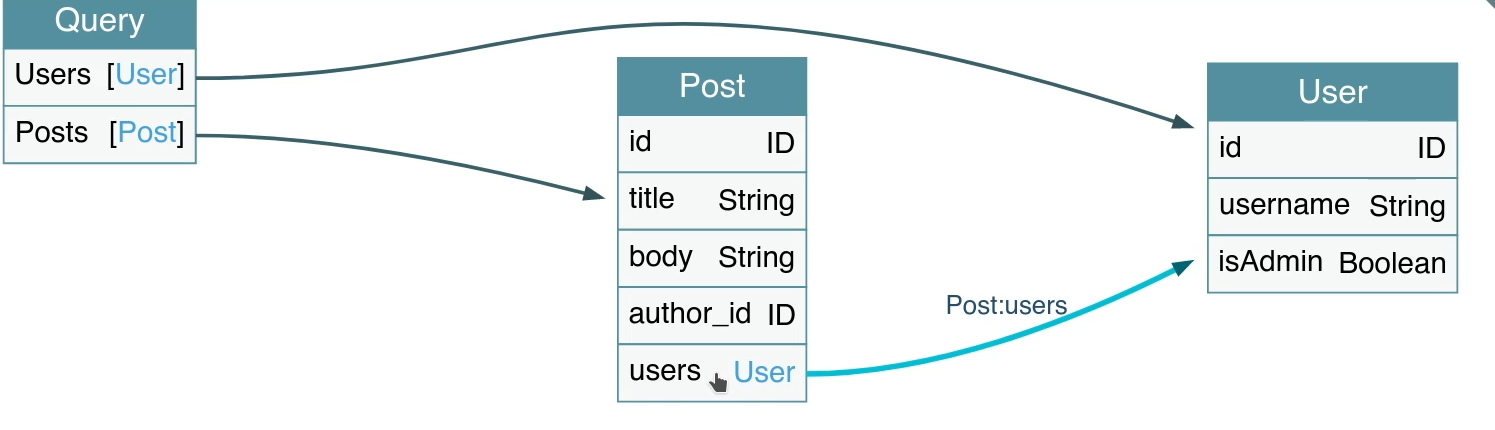 Query
Users [User]
Posts [Post]
Post
id ID
title String
body String
author_id ID
users User
Post:users
User
id ID
username String
isAdmin Boolean